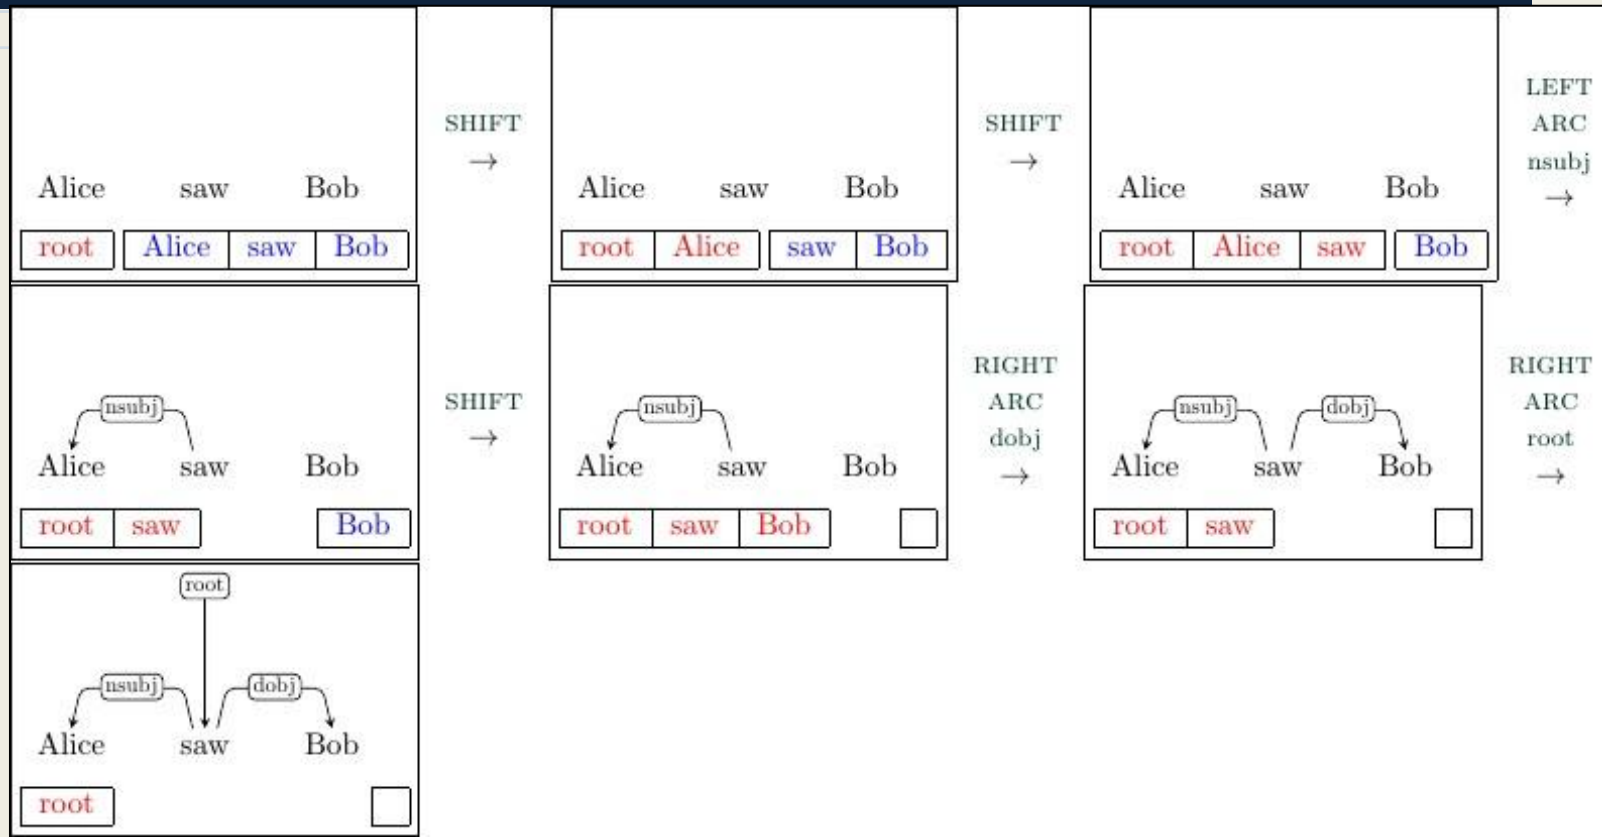 Alice saw Bob
root Alice saw Bob
SHIFT
→
Alice saw Bob
root Alice saw Bob
SHIFT
→
Alice saw Bob
root Alice saw Bob
LEFT
ARC
nsubj
→
nsubj
Alice saw Bob
root saw Bob
SHIFT
→
nsubj
Alice saw Bob
root saw Bob
RIGHT
ARC
dobj
→
nsubj dobj
Alice saw Bob
root saw
RIGHT
ARC
root
→
root
nsubj dobj
Alice saw Bob
root